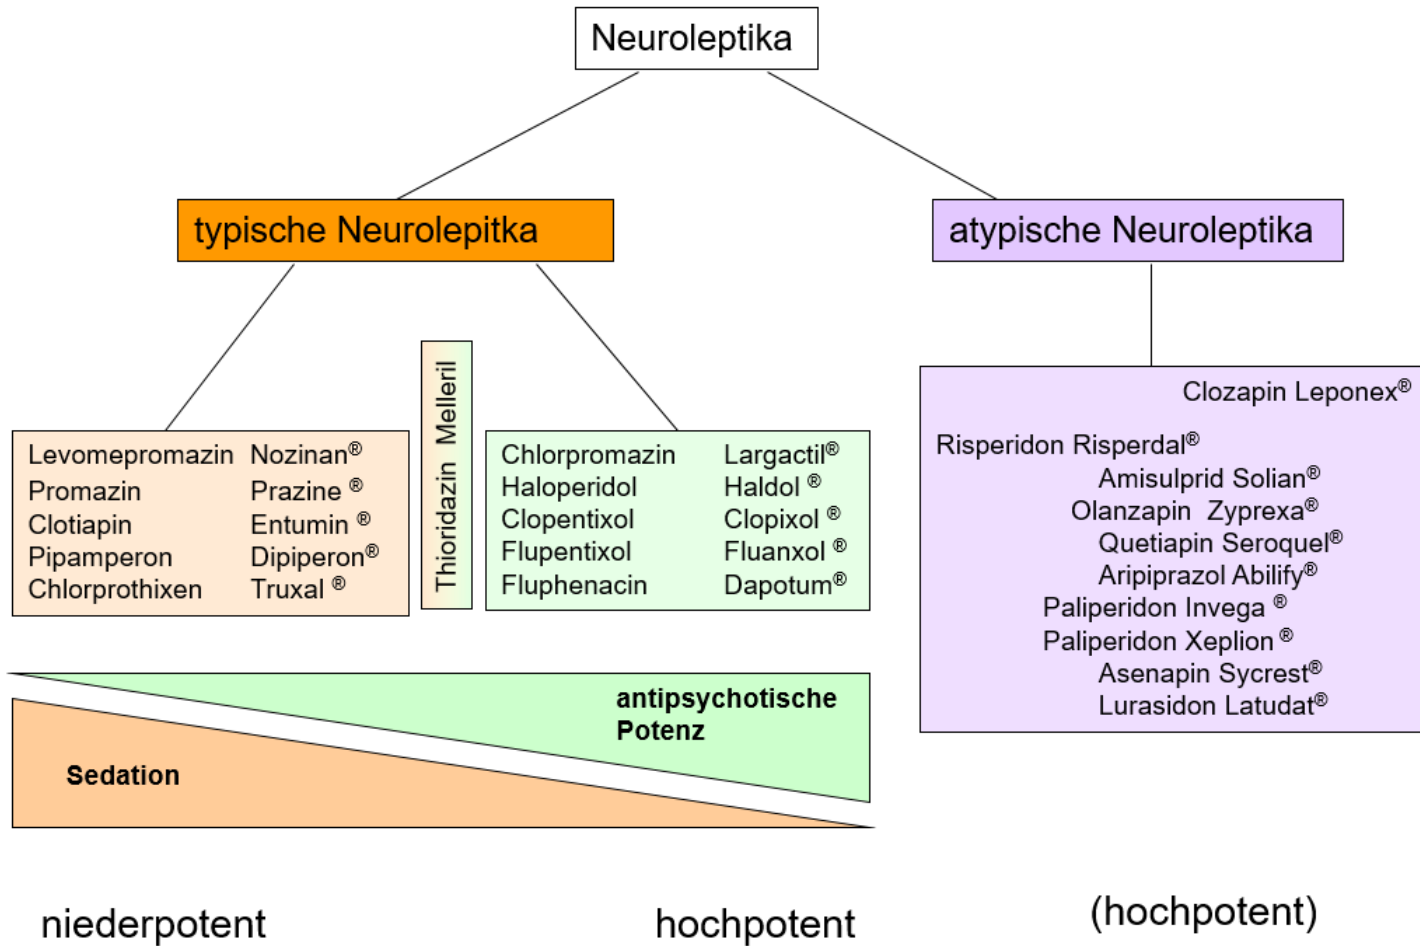 Neuroleptika
typische Neurolepitka
atypische Neuroleptika
Thioridazin Melleril
Levomepromazin Nozinan®
Promazin Prazine ®
Clotiapin Entumin ®
Pipamperon Dipiperon®
Chlorprothixen Truxal ®
Chlorpromazin Largactil®
Haloperidol Haldol ®
Clopentixol Clopixol ®
Flupentixol Fluanxol ®
Fluphenacin Dapotum®
Clozapin Leponex®
Risperidon Risperdal®
Amisulprid Solian®
Olanzapin Zyprexa®
Quetiapin Seroquel®
Aripiprazol Abilify®
Paliperidon Invega ®
Paliperidon Xeplion ®
Asenapin Sycrest®
Lurasidon Latudat®
antipsychotische
Potenz
Sedation
niederpotent
hochpotent
(hochpotent)